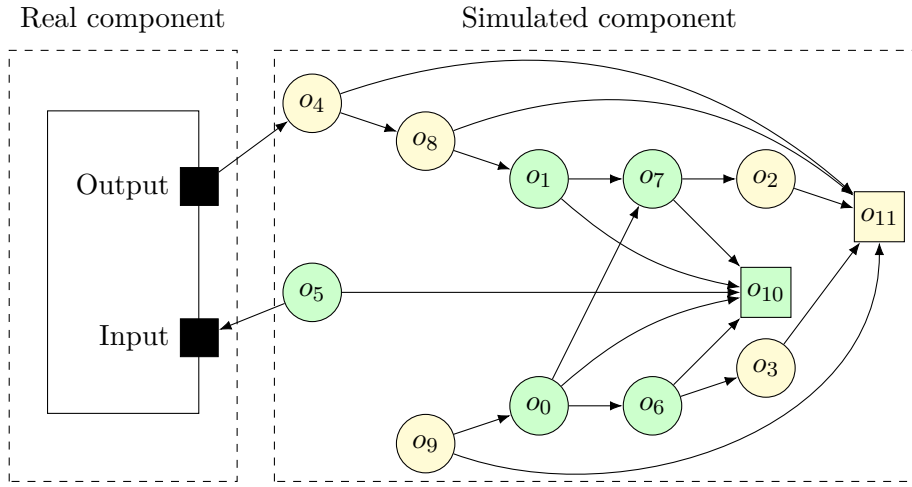 Real component
Simulated component
o4
o8
Output
o1
o7
o2
o11
o5
o10
Input
o3
o0
o6
o9